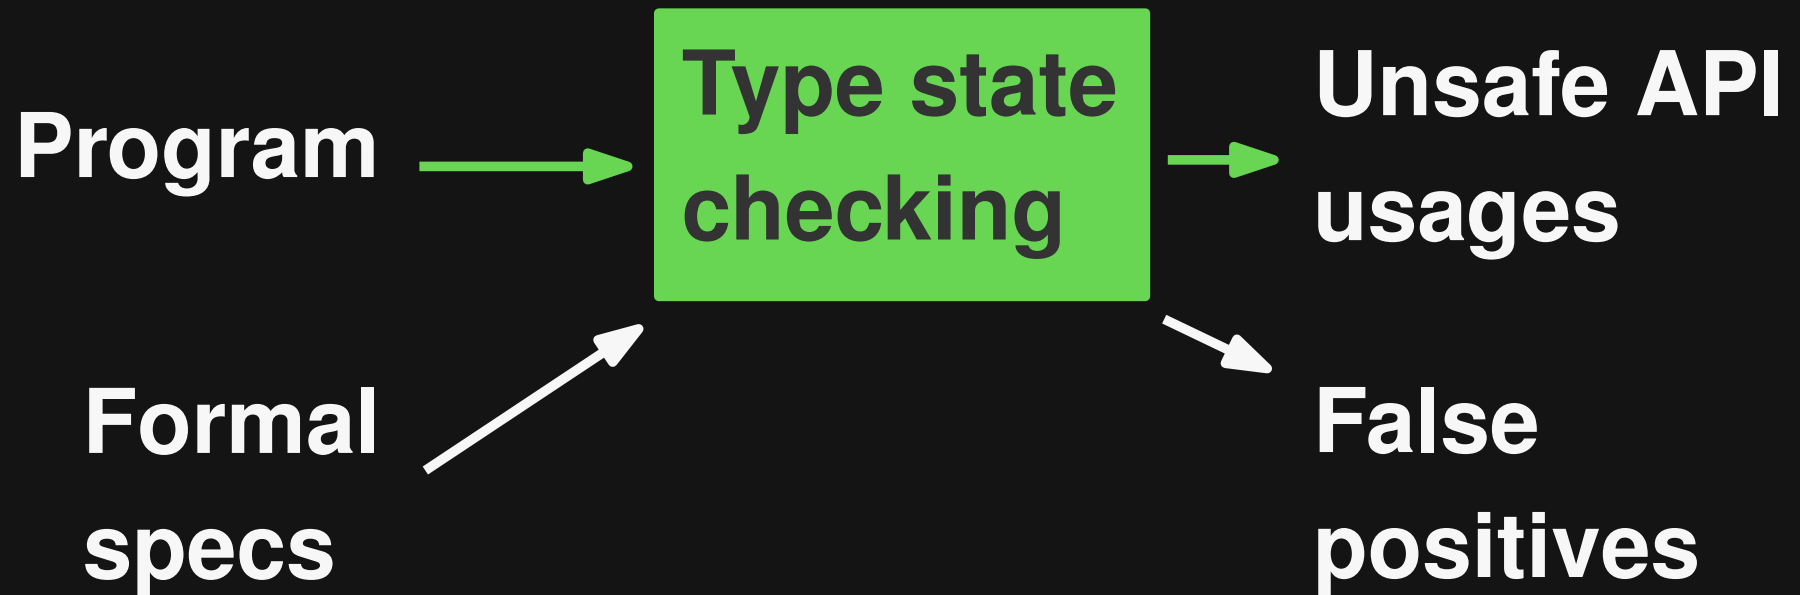 Program
Type state
checking
Unsafe API
usages
Formal
specs
False
positives